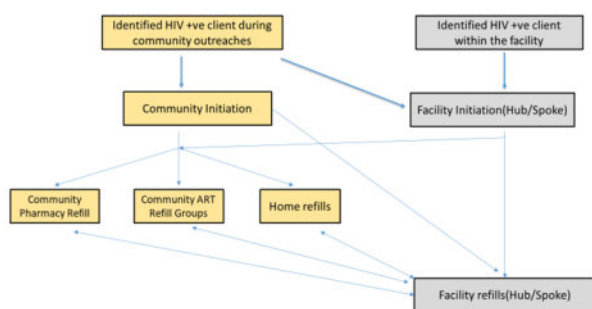 Identified HIV +ve client during
community outreaches
Identified HIV +ve client
within the facility
Community Initiation
Facility Initiation(Hub/Spoke)
Community
Pharmacy Refill
Community ART
Refill Groups
Home refills
Facility refills(Hub/Spoke)